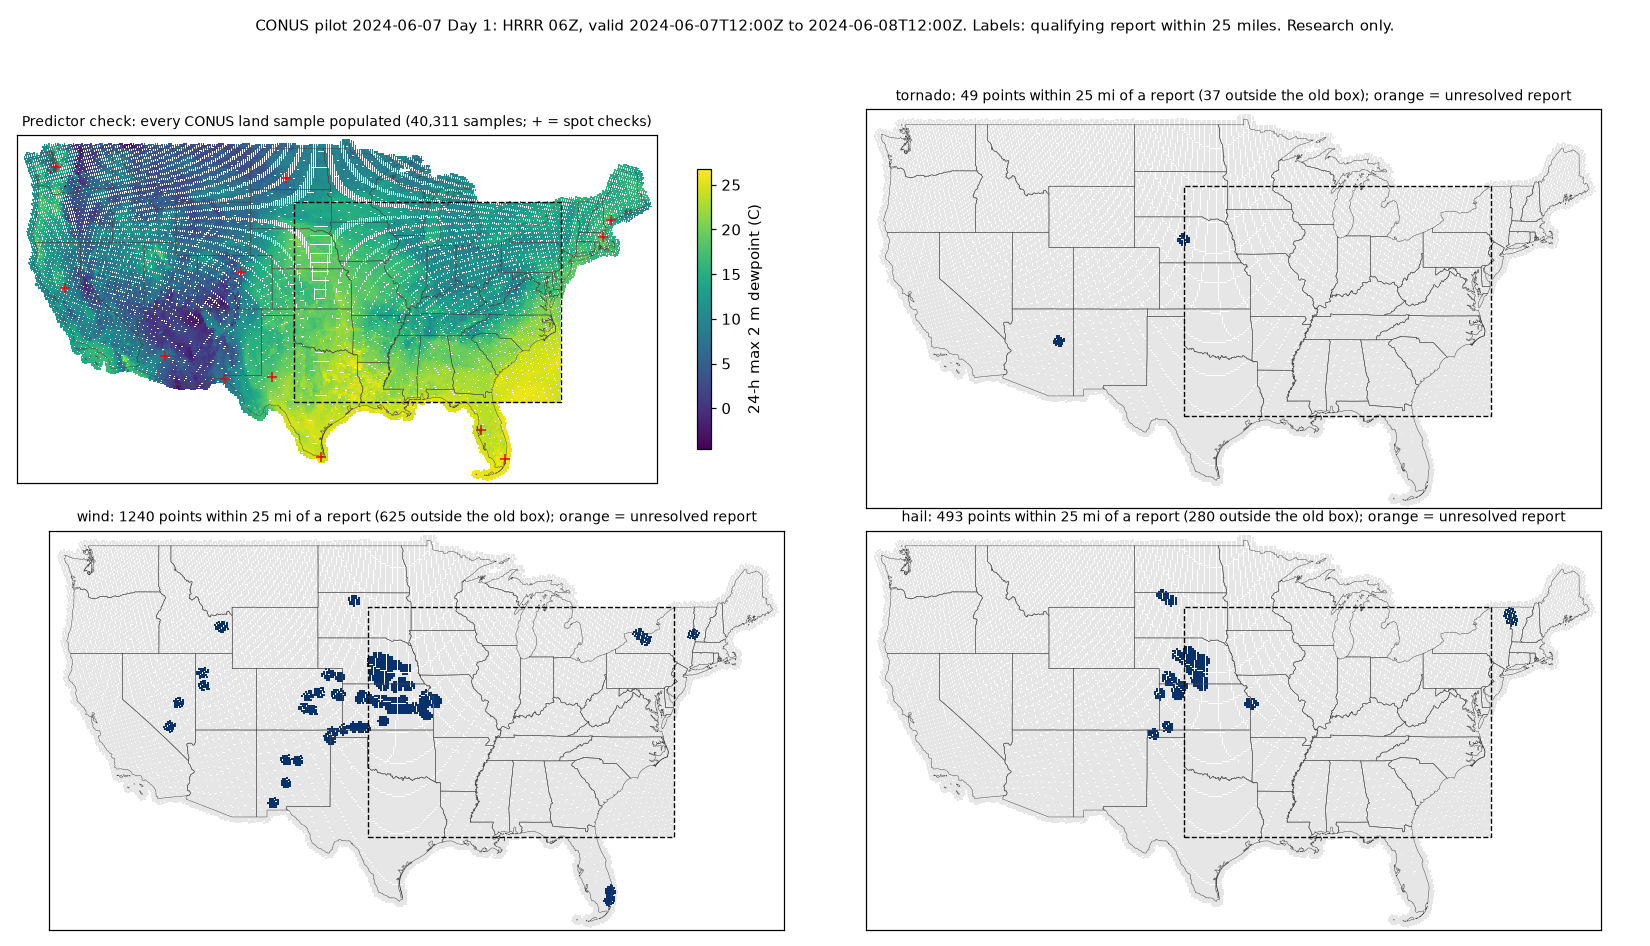 CONUS pilot 2024-06-07 Day 1: HRRR 06Z, valid 2024-06-07T12:00Z to 2024-06-08T12:00Z. Labels: qualifying report within 25 miles. Research only.
Predictor check: every CONUS land sample populated (40,311 samples; + = spot checks)
25
20
15
10
5
0
24-h max 2 m dewpoint (C)
tornado: 49 points within 25 mi of a report (37 outside the old box); orange = unresolved report
wind: 1240 points within 25 mi of a report (625 outside the old box); orange = unresolved report
hail: 493 points within 25 mi of a report (280 outside the old box); orange = unresolved report